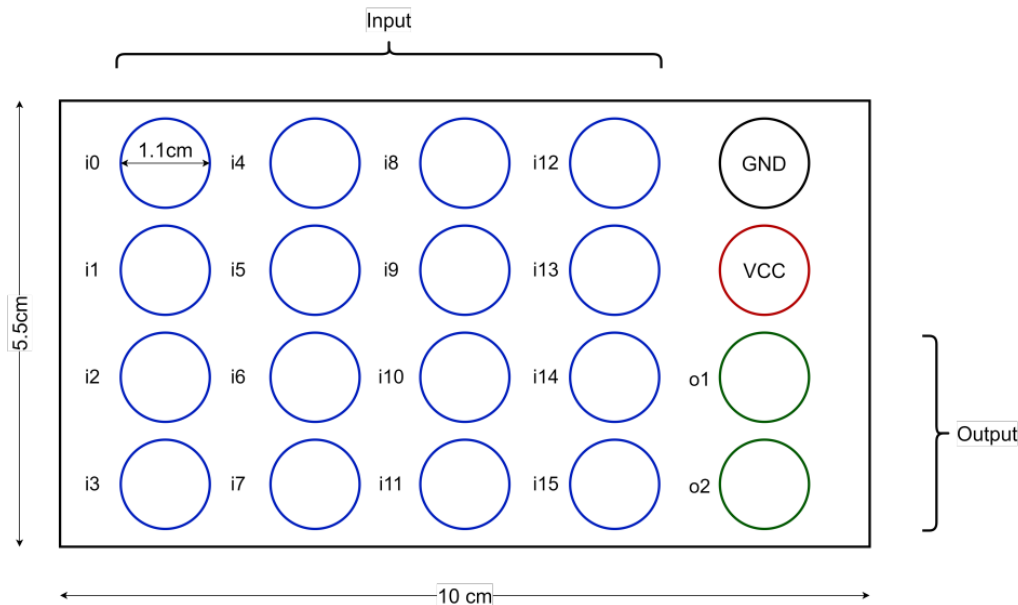 Input
i0
1.1cm
i4
i8
i12
GND
i1
i5
i9
i13
VCC
5.5cm
i2
i6
i10
i14
o1
Output
i3
i7
i11
i15
o2
10 cm